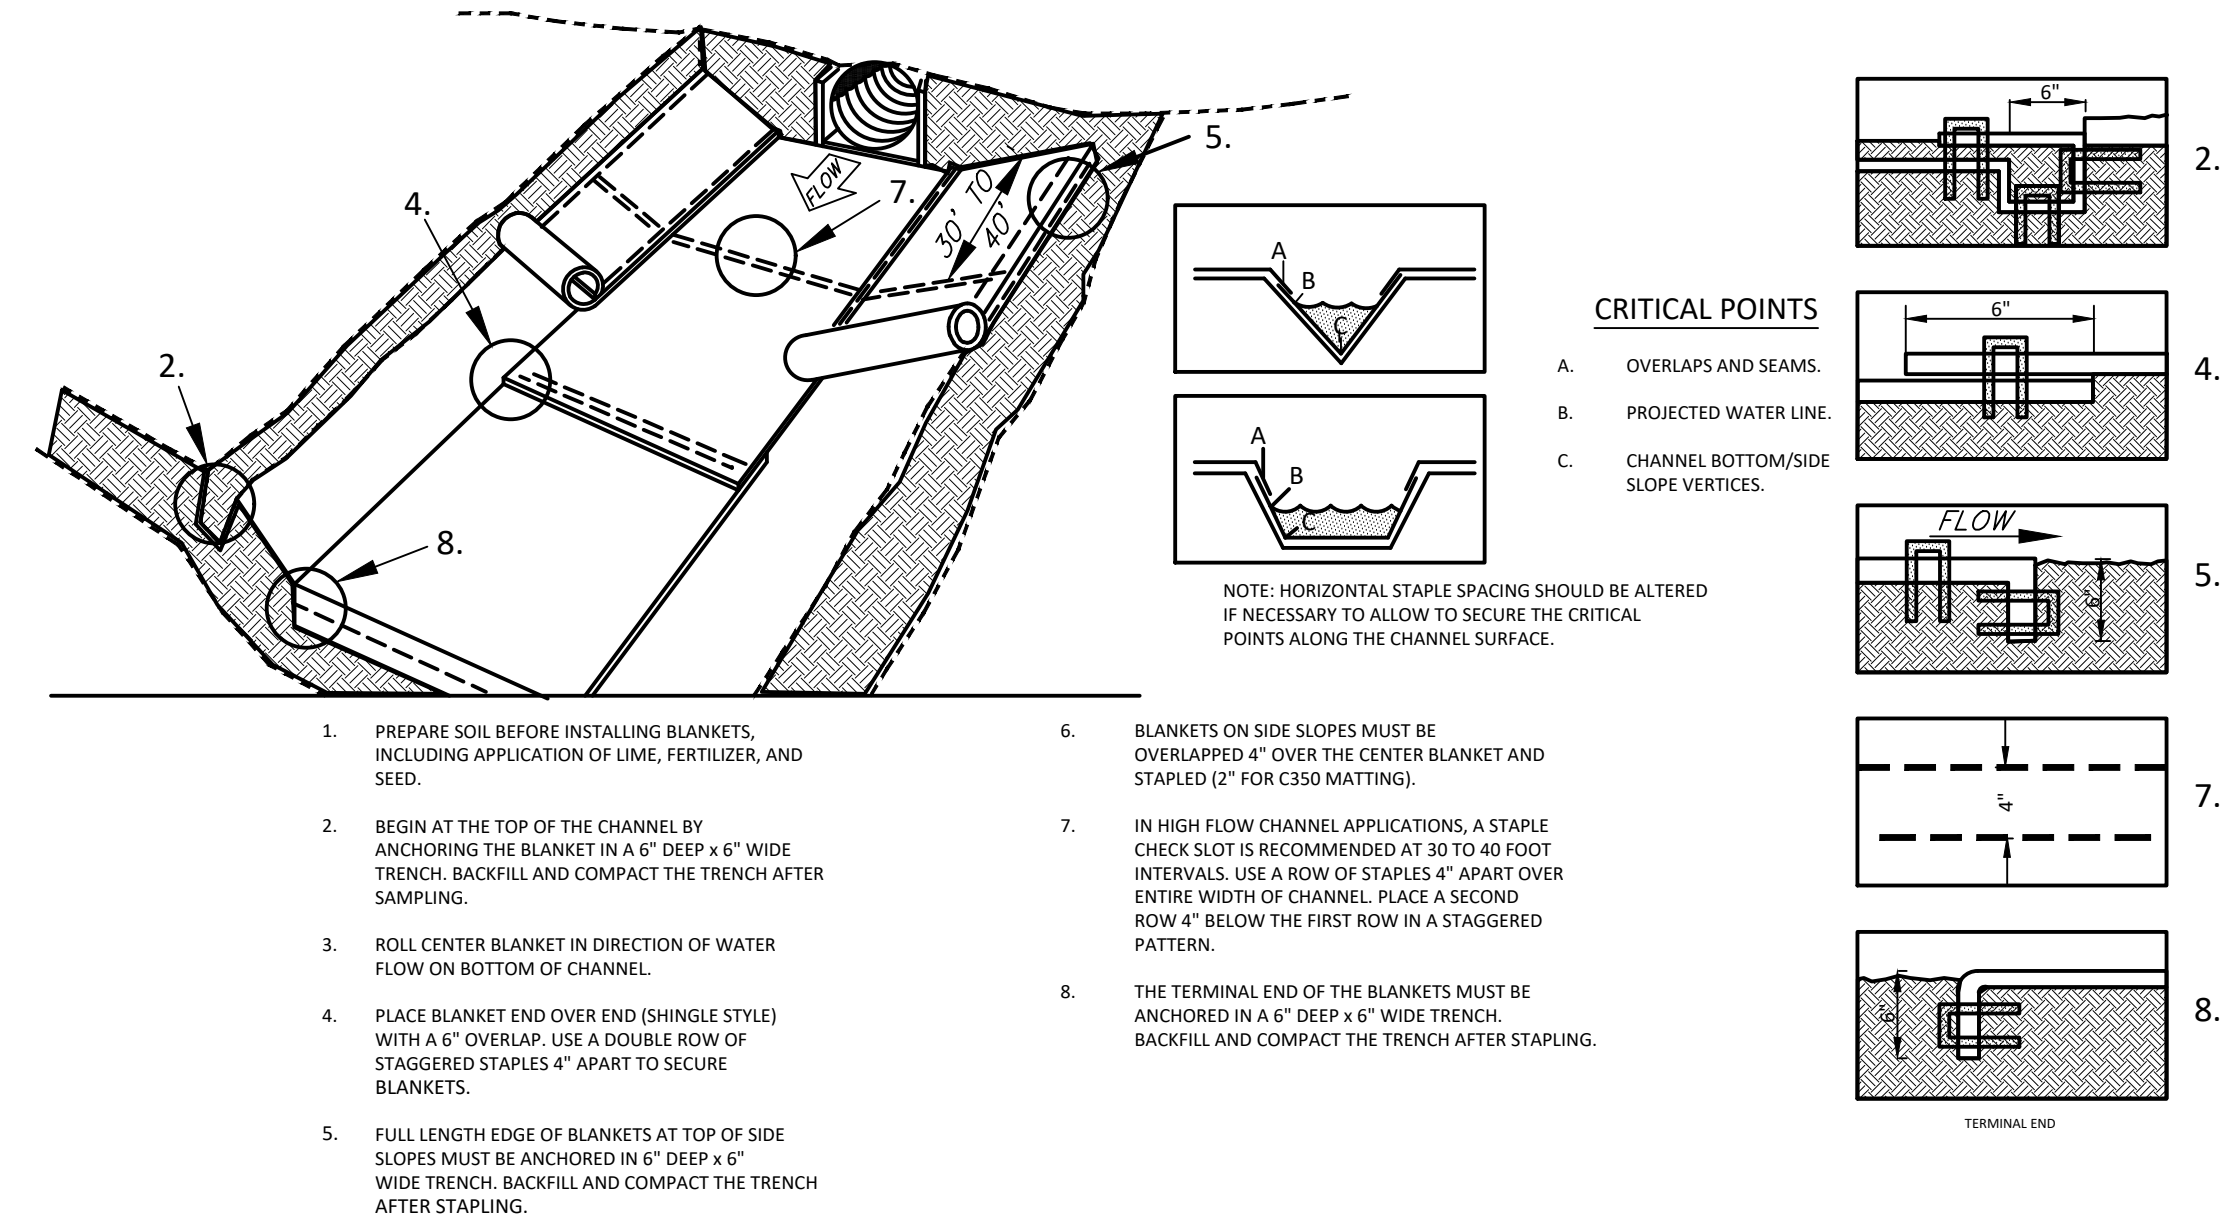 5.
7.
FLOW
30' TO
40'
4.
2.
8.
A
B
C
A
B
C
NOTE: HORIZONTAL STAPLE SPACING SHOULD BE ALTERED
IF NECESSARY TO ALLOW TO SECURE THE CRITICAL
POINTS ALONG THE CHANNEL SURFACE.
CRITICAL POINTS
A. OVERLAPS AND SEAMS.
B. PROJECTED WATER LINE.
C. CHANNEL BOTTOM/SIDE
SLOPE VERTICES.
6"
2.
6"
4.
FLOW
6"
5.
4"
7.
6"
8.
TERMINAL END
1. PREPARE SOIL BEFORE INSTALLING BLANKETS,
INCLUDING APPLICATION OF LIME, FERTILIZER, AND
SEED.
2. BEGIN AT THE TOP OF THE CHANNEL BY
ANCHORING THE BLANKET IN A 6" DEEP x 6" WIDE
TRENCH. BACKFILL AND COMPACT THE TRENCH AFTER
SAMPLING.
3. ROLL CENTER BLANKET IN DIRECTION OF WATER
FLOW ON BOTTOM OF CHANNEL.
4. PLACE BLANKET END OVER END (SHINGLE STYLE)
WITH A 6" OVERLAP. USE A DOUBLE ROW OF
STAGGERED STAPLES 4" APART TO SECURE
BLANKETS.
5. FULL LENGTH EDGE OF BLANKETS AT TOP OF SIDE
SLOPES MUST BE ANCHORED IN 6" DEEP x 6"
WIDE TRENCH. BACKFILL AND COMPACT THE TRENCH
AFTER STAPLING.
6. BLANKETS ON SIDE SLOPES MUST BE
OVERLAPPED 4" OVER THE CENTER BLANKET AND
STAPLED (2" FOR C350 MATTING).
7. IN HIGH FLOW CHANNEL APPLICATIONS, A STAPLE
CHECK SLOT IS RECOMMENDED AT 30 TO 40 FOOT
INTERVALS. USE A ROW OF STAPLES 4" APART OVER
ENTIRE WIDTH OF CHANNEL. PLACE A SECOND
ROW 4" BELOW THE FIRST ROW IN A STAGGERED
PATTERN.
8. THE TERMINAL END OF THE BLANKETS MUST BE
ANCHORED IN A 6" DEEP x 6" WIDE TRENCH.
BACKFILL AND COMPACT THE TRENCH AFTER STAPLING.